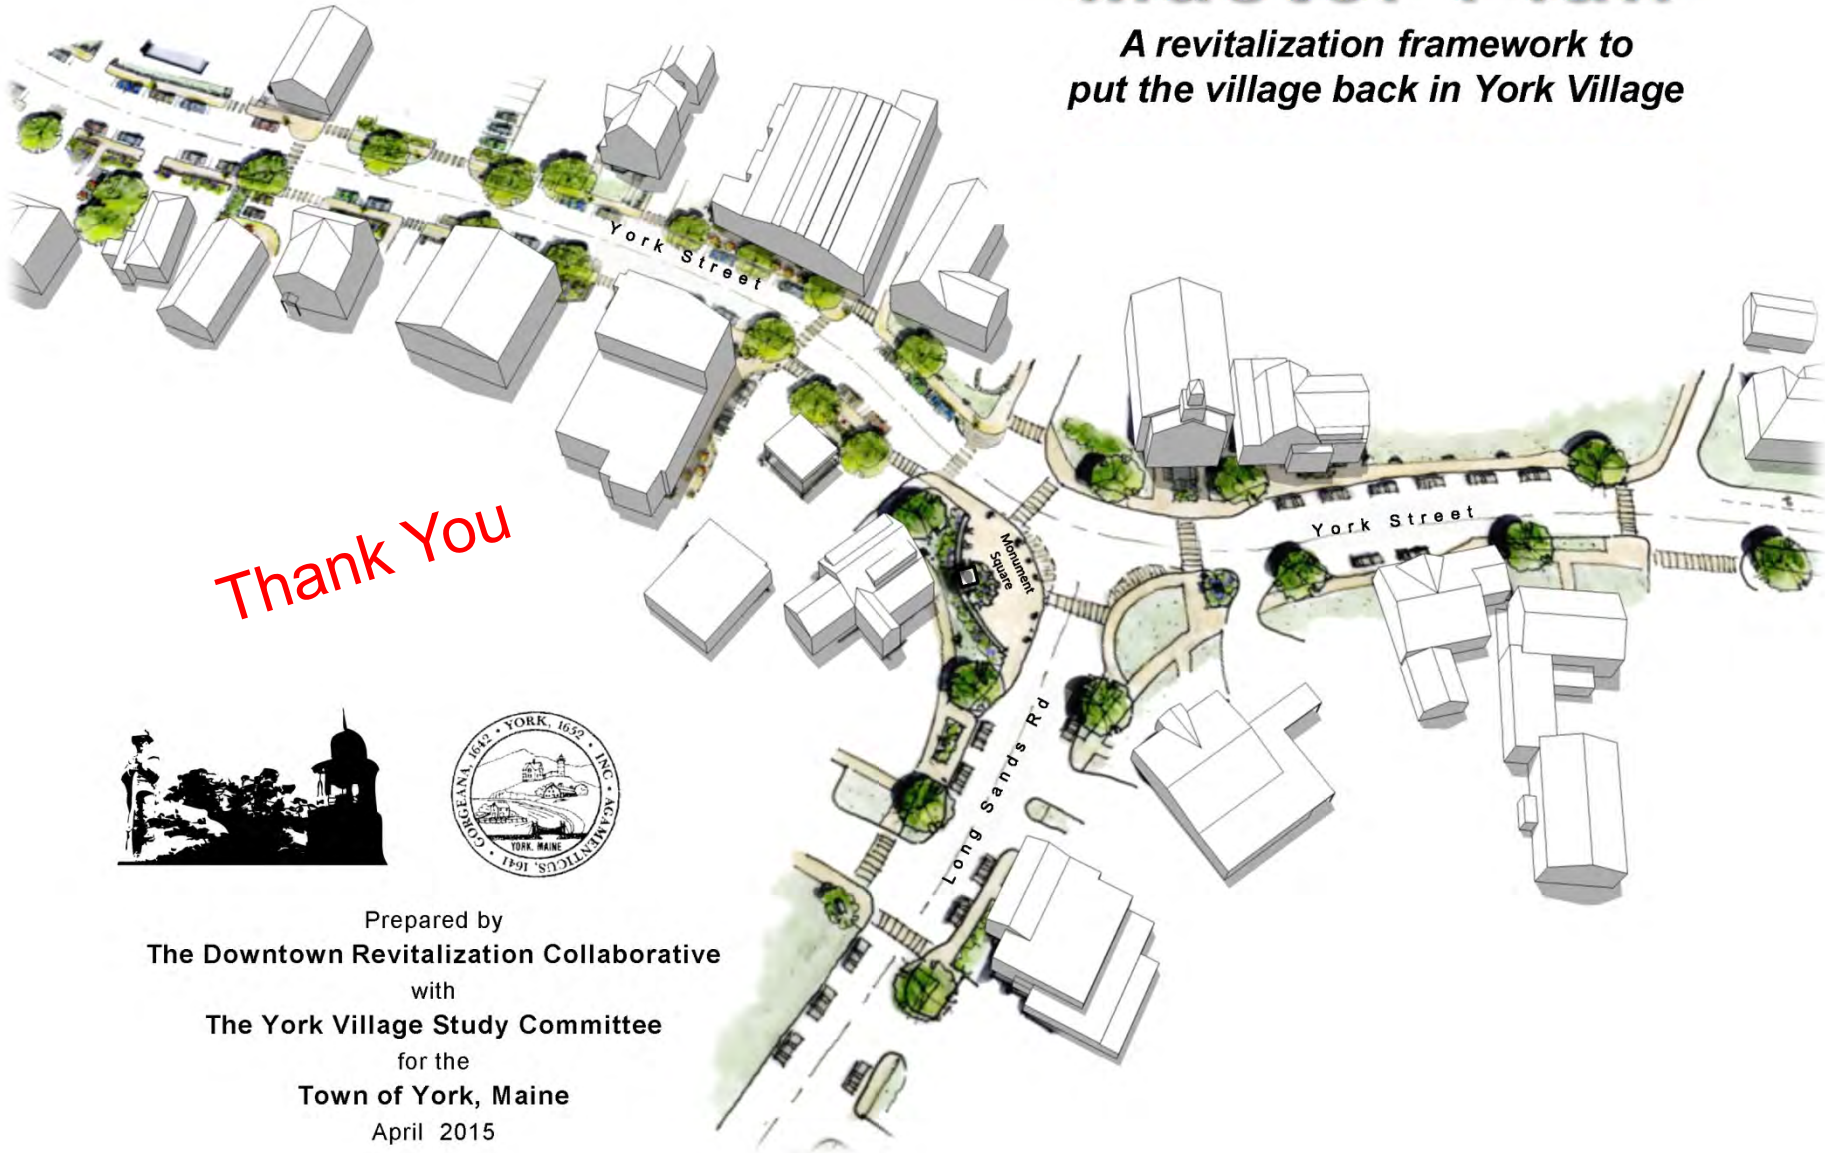 Master Plan
A revitalization framework to
put the village back in York Village
York Street
York Street
Monument
Square
Long Sands Rd
Thank You
GORGEANA, 1642 • YORK, 1652 • INC • AGAMENTICUS, 1641 •
YORK, MAINE
Prepared by
The Downtown Revitalization Collaborative
with
The York Village Study Committee
for the
Town of York, Maine
April 2015